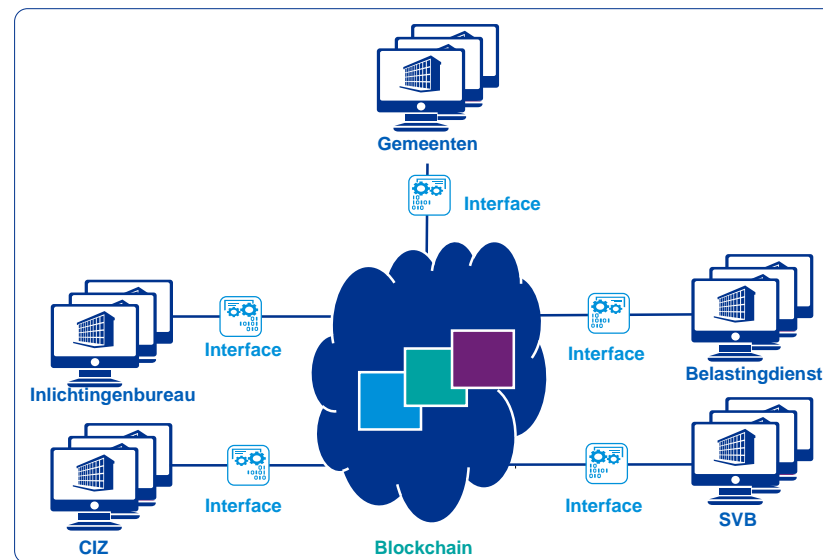 Gemeenten
Interface
Interface
Interface
Inlichtingenbureau
Belastingdienst
Interface
Interface
CIZ
Blockchain
SVB